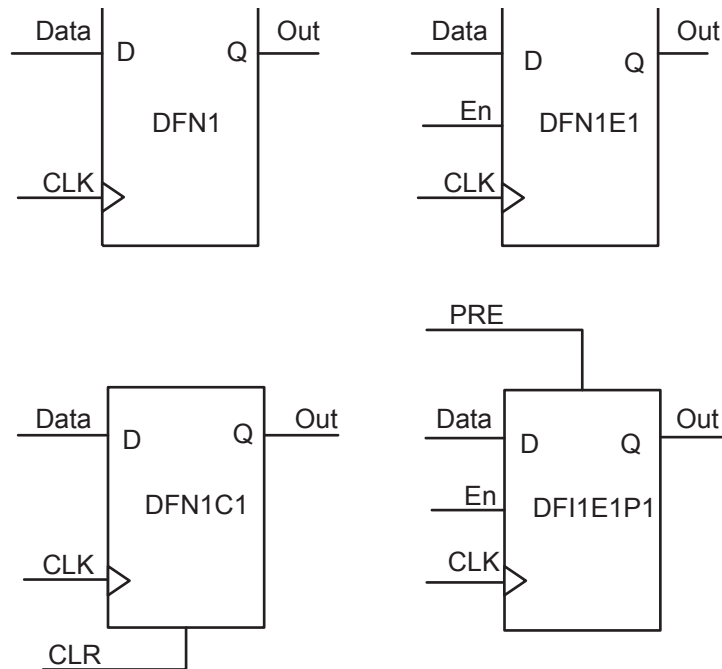 Data
D
Q
Out
DFN1
CLK
Data
D
Q
Out
En
DFN1E1
CLK
Data
D
Q
Out
DFN1C1
CLK
CLR
PRE
Data
D
Q
Out
En
DFI1E1P1
CLK